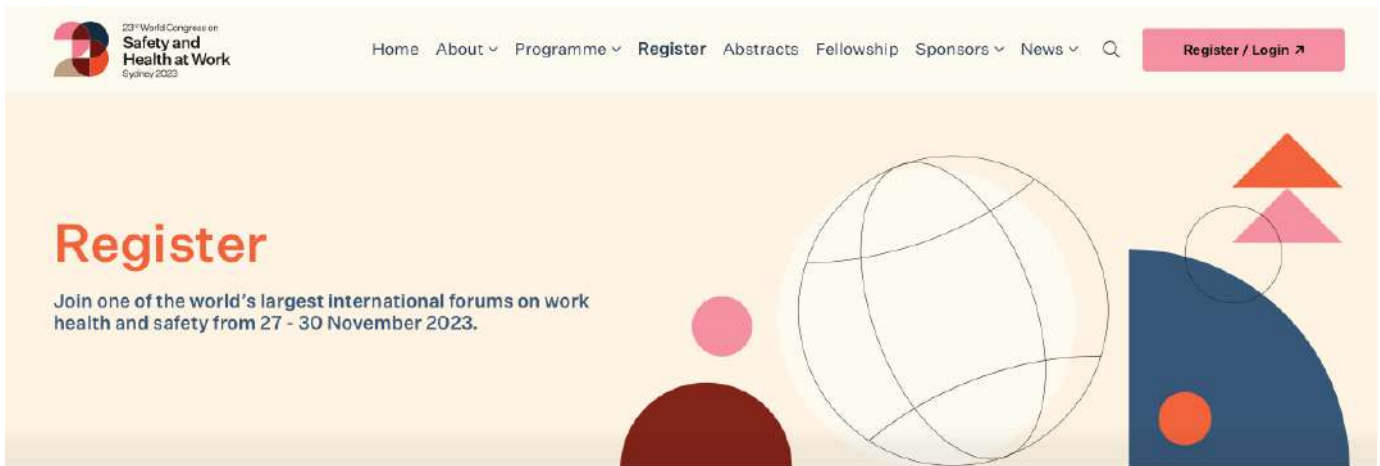 23rd World Congress on
Safety and
Health at Work
Sydney 2023
Home About Programme Register Abstracts Fellowship Sponsors News
Register / Login ↗
Register
Join one of the world's largest international forums on work
health and safety from 27 - 30 November 2023.